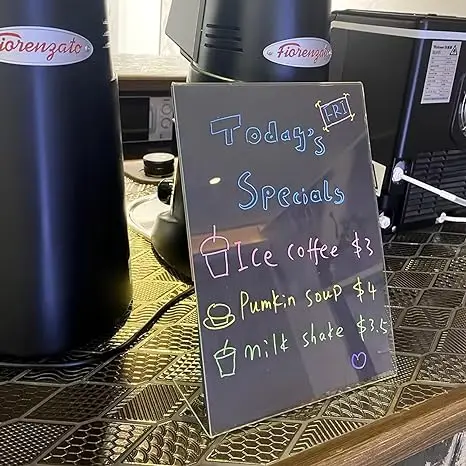 Fiorenzato
Fiorenzato
FRI
Today's
Specials
Ice coffee $3
Pumkin soup $4
milk shake $3.5